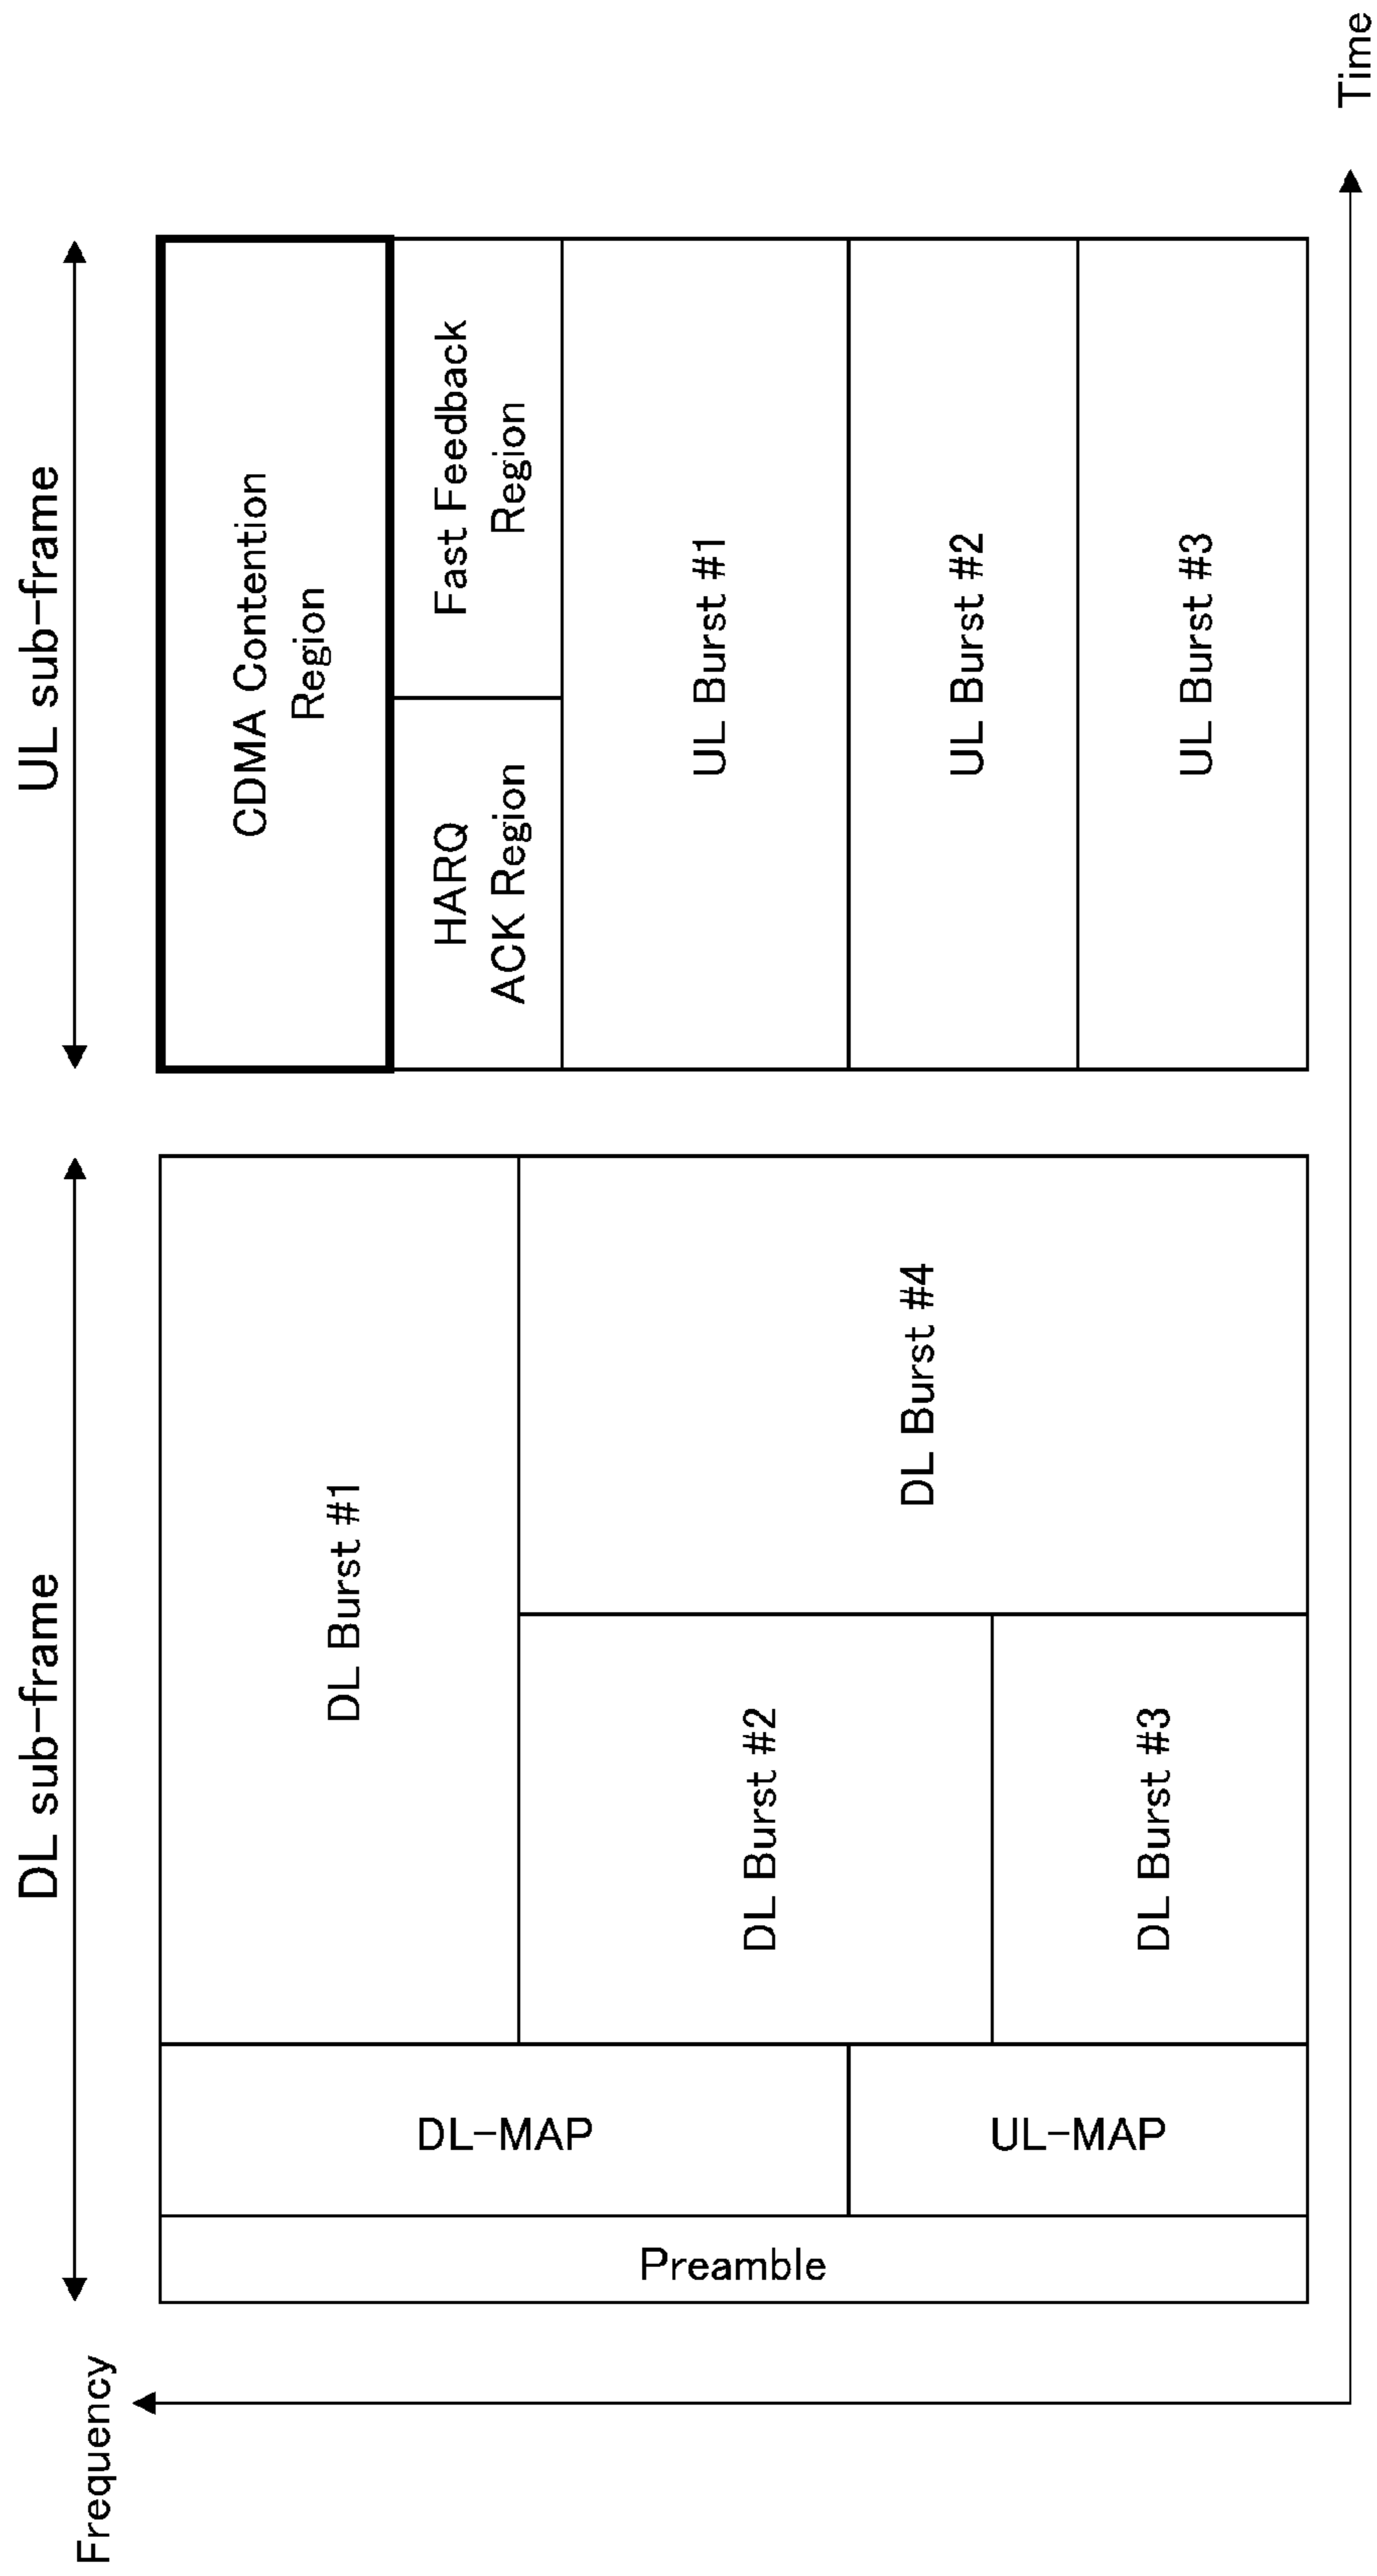 DL sub-frame
UL sub-frame
Frequency
Preamble
DL-MAP
UL-MAP
DL Burst #1
DL Burst #2
DL Burst #3
DL Burst #4
CDMA Contention
Region
HARQ
ACK Region
Fast Feedback
Region
UL Burst #1
UL Burst #2
UL Burst #3
Time